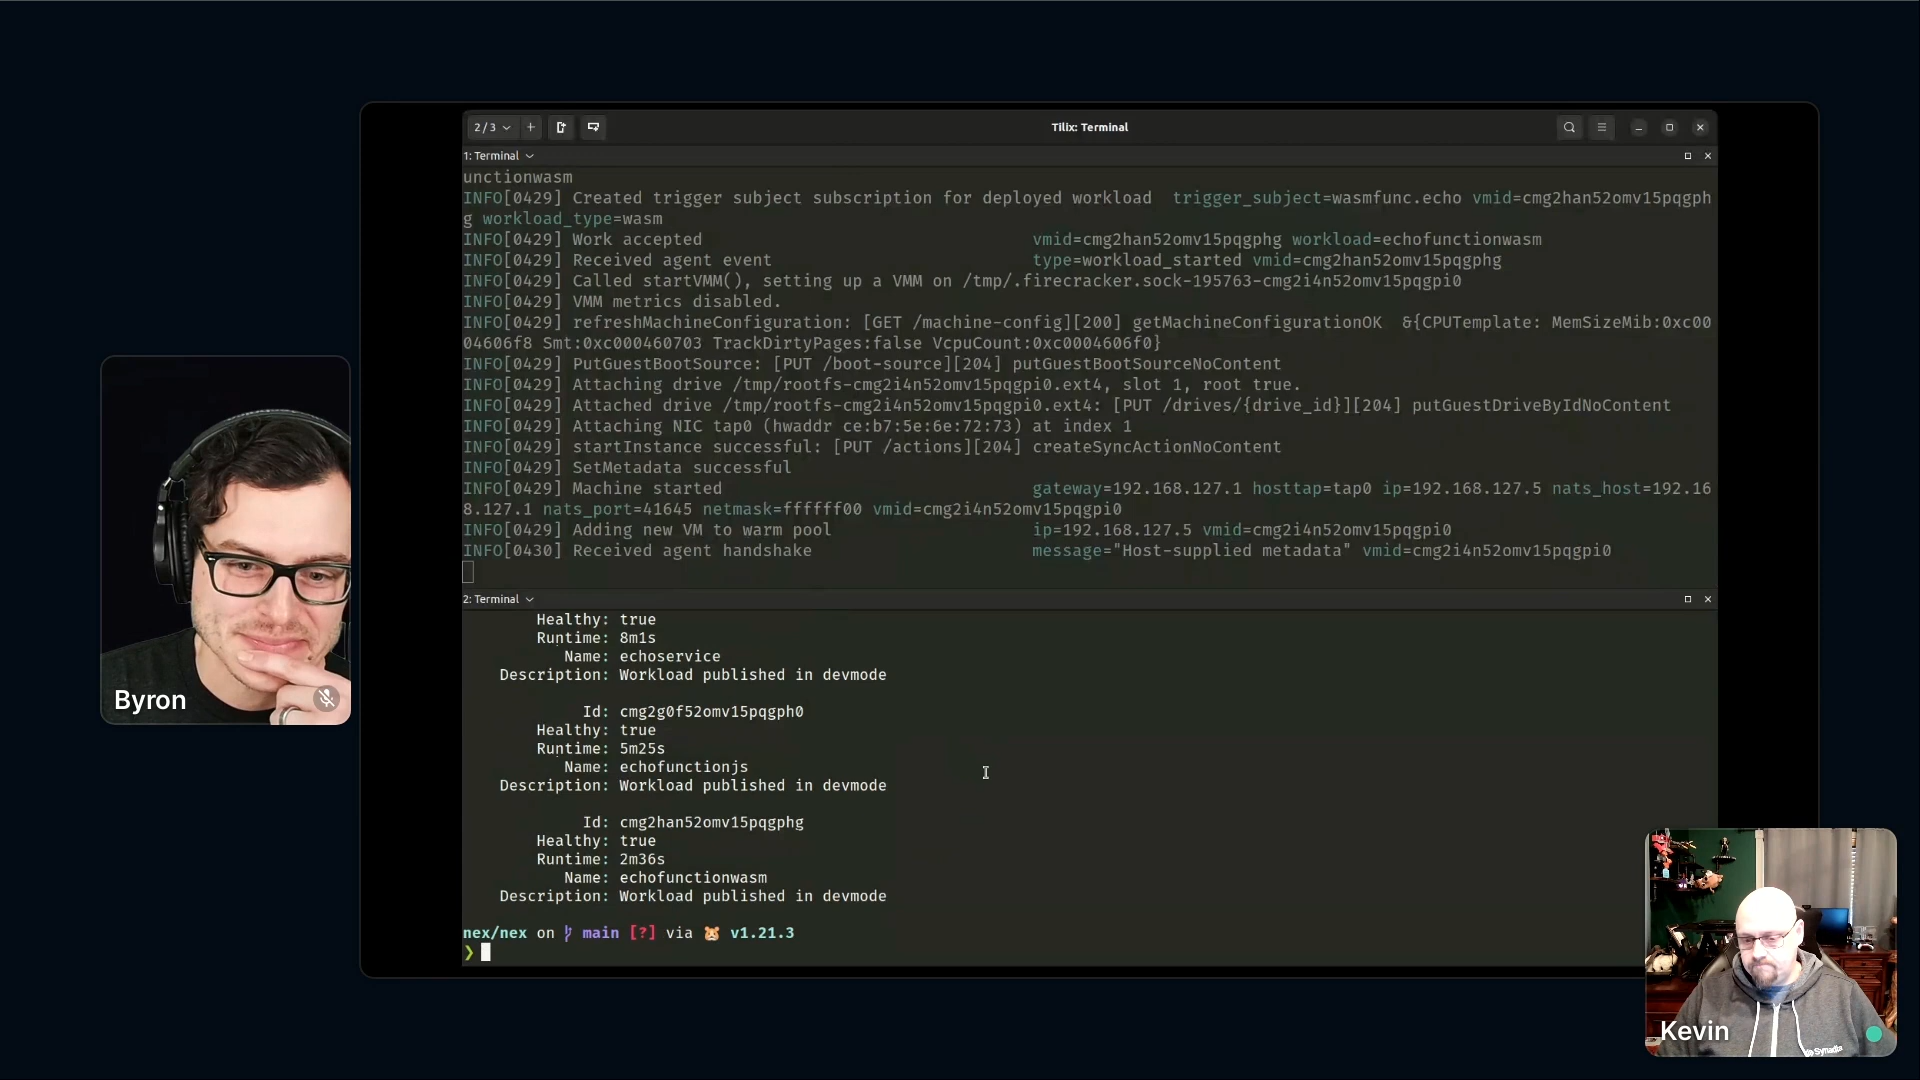 2 / 3
Tilix: Terminal
1: Terminal
unctionwasm
INFO[0429] Created trigger subject subscription for deployed workload  trigger_subject=wasmfunc.echo vmid=cmg2han52omv15pqgph
g workload_type=wasm
INFO[0429] Work accepted vmid=cmg2han52omv15pqgphg workload=echofunctionwasm
INFO[0429] Received agent event type=workload_started vmid=cmg2han52omv15pqgphg
INFO[0429] Called startVMM(), setting up a VMM on /tmp/.firecracker.sock-195763-cmg2i4n52omv15pqgpi0
INFO[0429] VMM metrics disabled.
INFO[0429] refreshMachineConfiguration: [GET /machine-config][200] getMachineConfigurationOK  &{CPUTemplate: MemSizeMib:0xc00
04606f8 Smt:0xc000460703 TrackDirtyPages:false VcpuCount:0xc0004606f0}
INFO[0429] PutGuestBootSource: [PUT /boot-source][204] putGuestBootSourceNoContent
INFO[0429] Attaching drive /tmp/rootfs-cmg2i4n52omv15pqgpi0.ext4, slot 1, root true.
INFO[0429] Attached drive /tmp/rootfs-cmg2i4n52omv15pqgpi0.ext4: [PUT /drives/{drive_id}][204] putGuestDriveByIdNoContent
INFO[0429] Attaching NIC tap0 (hwaddr ce:b7:5e:6e:72:73) at index 1
INFO[0429] startInstance successful: [PUT /actions][204] createSyncActionNoContent
INFO[0429] SetMetadata successful
INFO[0429] Machine started gateway=192.168.127.1 hosttap=tap0 ip=192.168.127.5 nats_host=192.16
8.127.1 nats_port=41645 netmask=ffffff00 vmid=cmg2i4n52omv15pqgpi0
INFO[0429] Adding new VM to warm pool ip=192.168.127.5 vmid=cmg2i4n52omv15pqgpi0
INFO[0430] Received agent handshake message="Host-supplied metadata" vmid=cmg2i4n52omv15pqgpi0
2: Terminal
Healthy: true
Runtime: 8m1s
Name: echoservice
Description: Workload published in devmode
Id: cmg2g0f52omv15pqgph0
Healthy: true
Runtime: 5m25s
Name: echofunctionjs
Description: Workload published in devmode
Id: cmg2han52omv15pqgphg
Healthy: true
Runtime: 2m36s
Name: echofunctionwasm
Description: Workload published in devmode
nex/nex on main [?] via 🐹 v1.21.3
❯
Byron
Kevin
Synadia